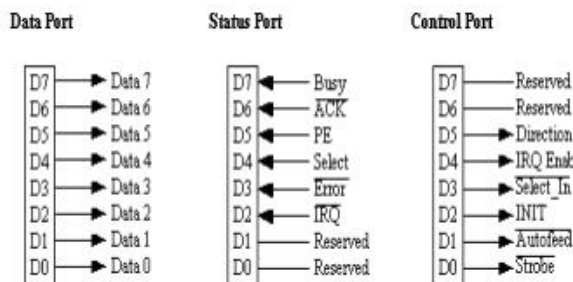 Data Port
D7 Data 7
D6 Data 6
D5 Data 5
D4 Data 4
D3 Data 3
D2 Data 2
D1 Data 1
D0 Data 0
Status Port
D7 Busy
D6 ACK
D5 PE
D4 Select
D3 Error
D2 IRQ
D1 Reserved
D0 Reserved
Control Port
D7 Reserved
D6 Reserved
D5 Direction
D4 IRQ Enab
D3 Select_In
D2 INIT
D1 Autofeed
D0 Strobe